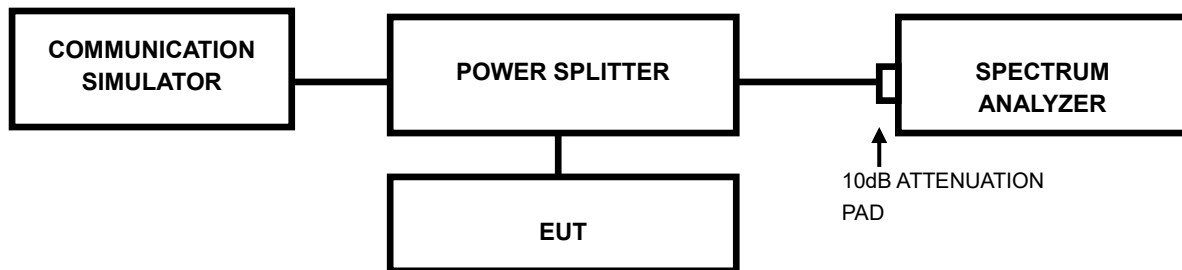 COMMUNICATION
SIMULATOR
POWER SPLITTER
SPECTRUM
ANALYZER
10dB ATTENUATION
PAD
EUT